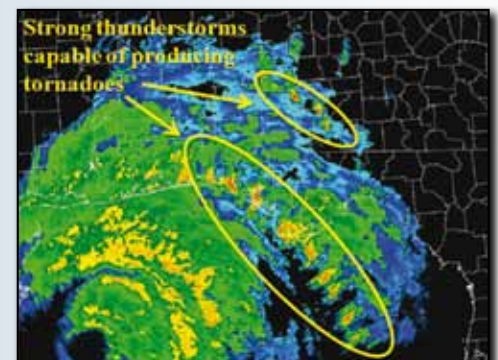 Strong thunderstorms
capable of producing
tornadoes